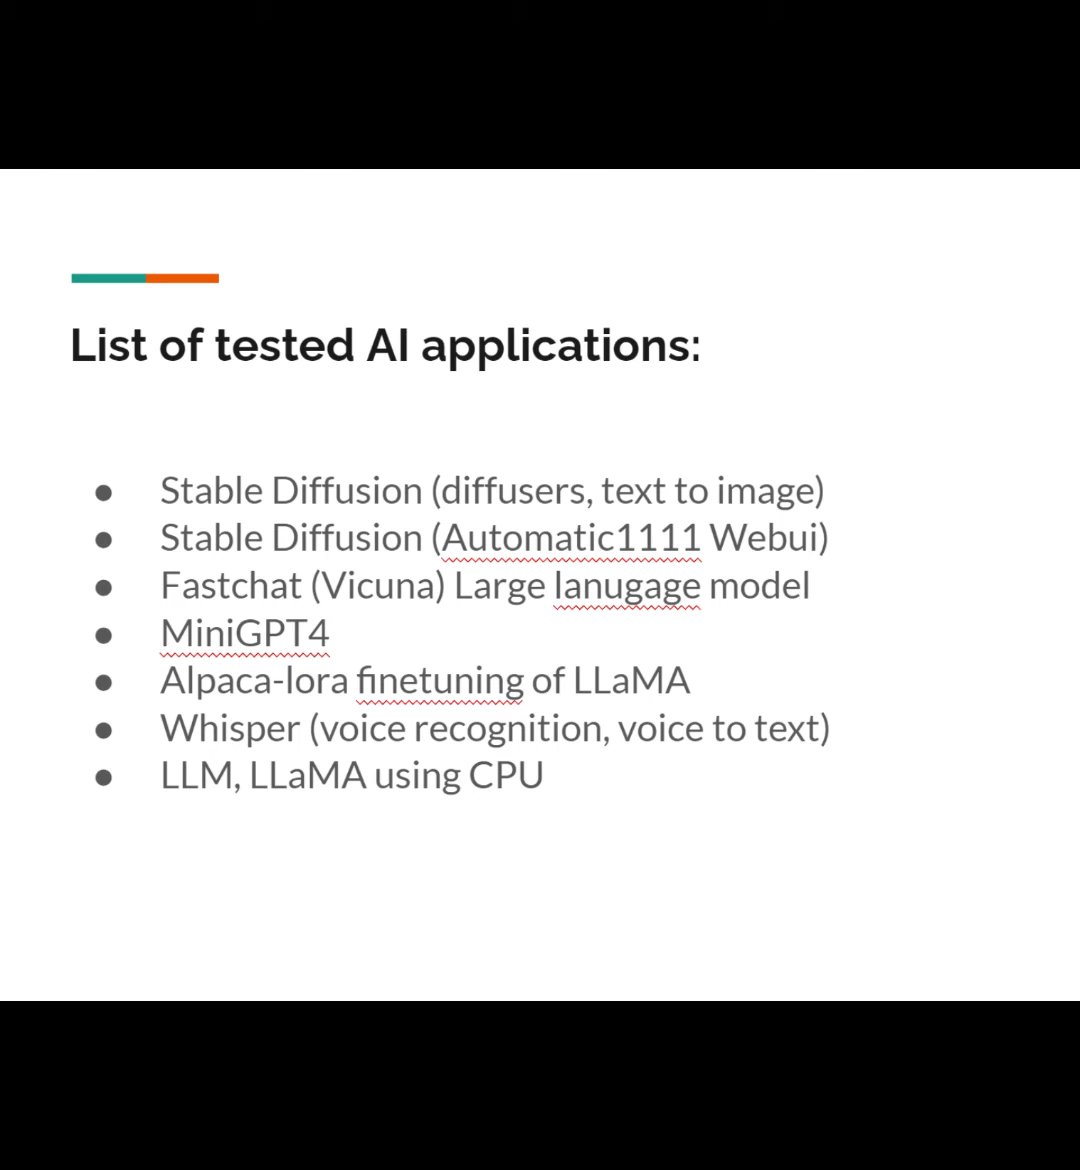 List of tested AI applications:
● Stable Diffusion (diffusers, text to image)
● Stable Diffusion (Automatic1111 Webui)
● Fastchat (Vicuna) Large lanugage model
● MiniGPT4
● Alpaca-lora finetuning of LLaMA
● Whisper (voice recognition, voice to text)
● LLM, LLaMA using CPU